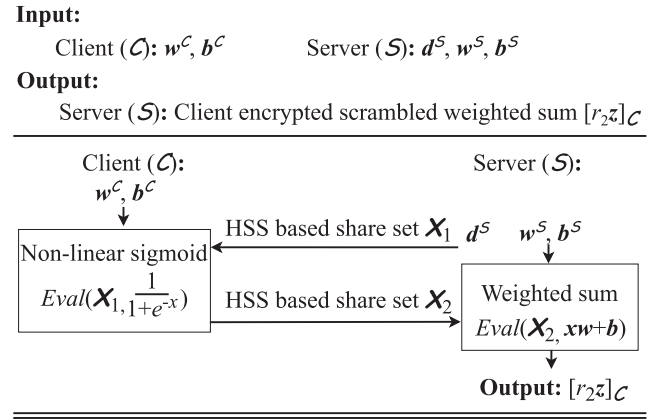 Input:
Client (𝒞): w^C, b^C Server (𝒮): d^S, w^S, b^S
Output:
Server (𝒮): Client encrypted scrambled weighted sum [r₂z]_C
Client (𝒞): Server (𝒮):
w^C, b^C
HSS based share set X₁ d^S w^S, b^S
Non-linear sigmoid
Eval(X₁, 1/(1+e^-x))
HSS based share set X₂
Weighted sum
Eval(X₂, xw+b)
Output: [r₂z]_C